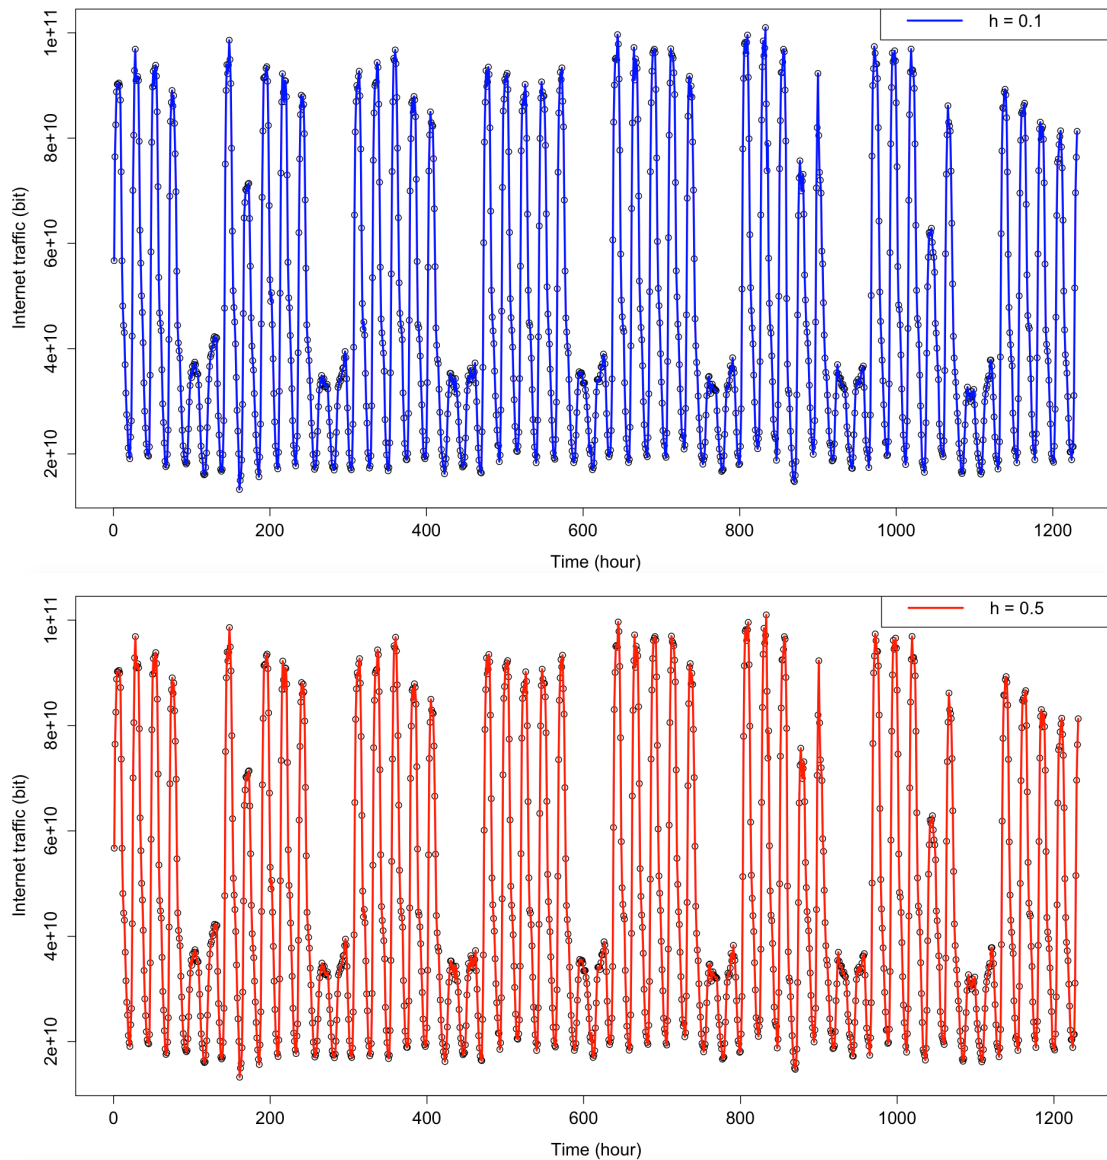 h = 0.1
1e+11
8e+10
6e+10
4e+10
2e+10
Internet traffic (bit)
0 200 400 600 800 1000 1200
Time (hour)
h = 0.5
1e+11
8e+10
6e+10
4e+10
2e+10
Internet traffic (bit)
0 200 400 600 800 1000 1200
Time (hour)